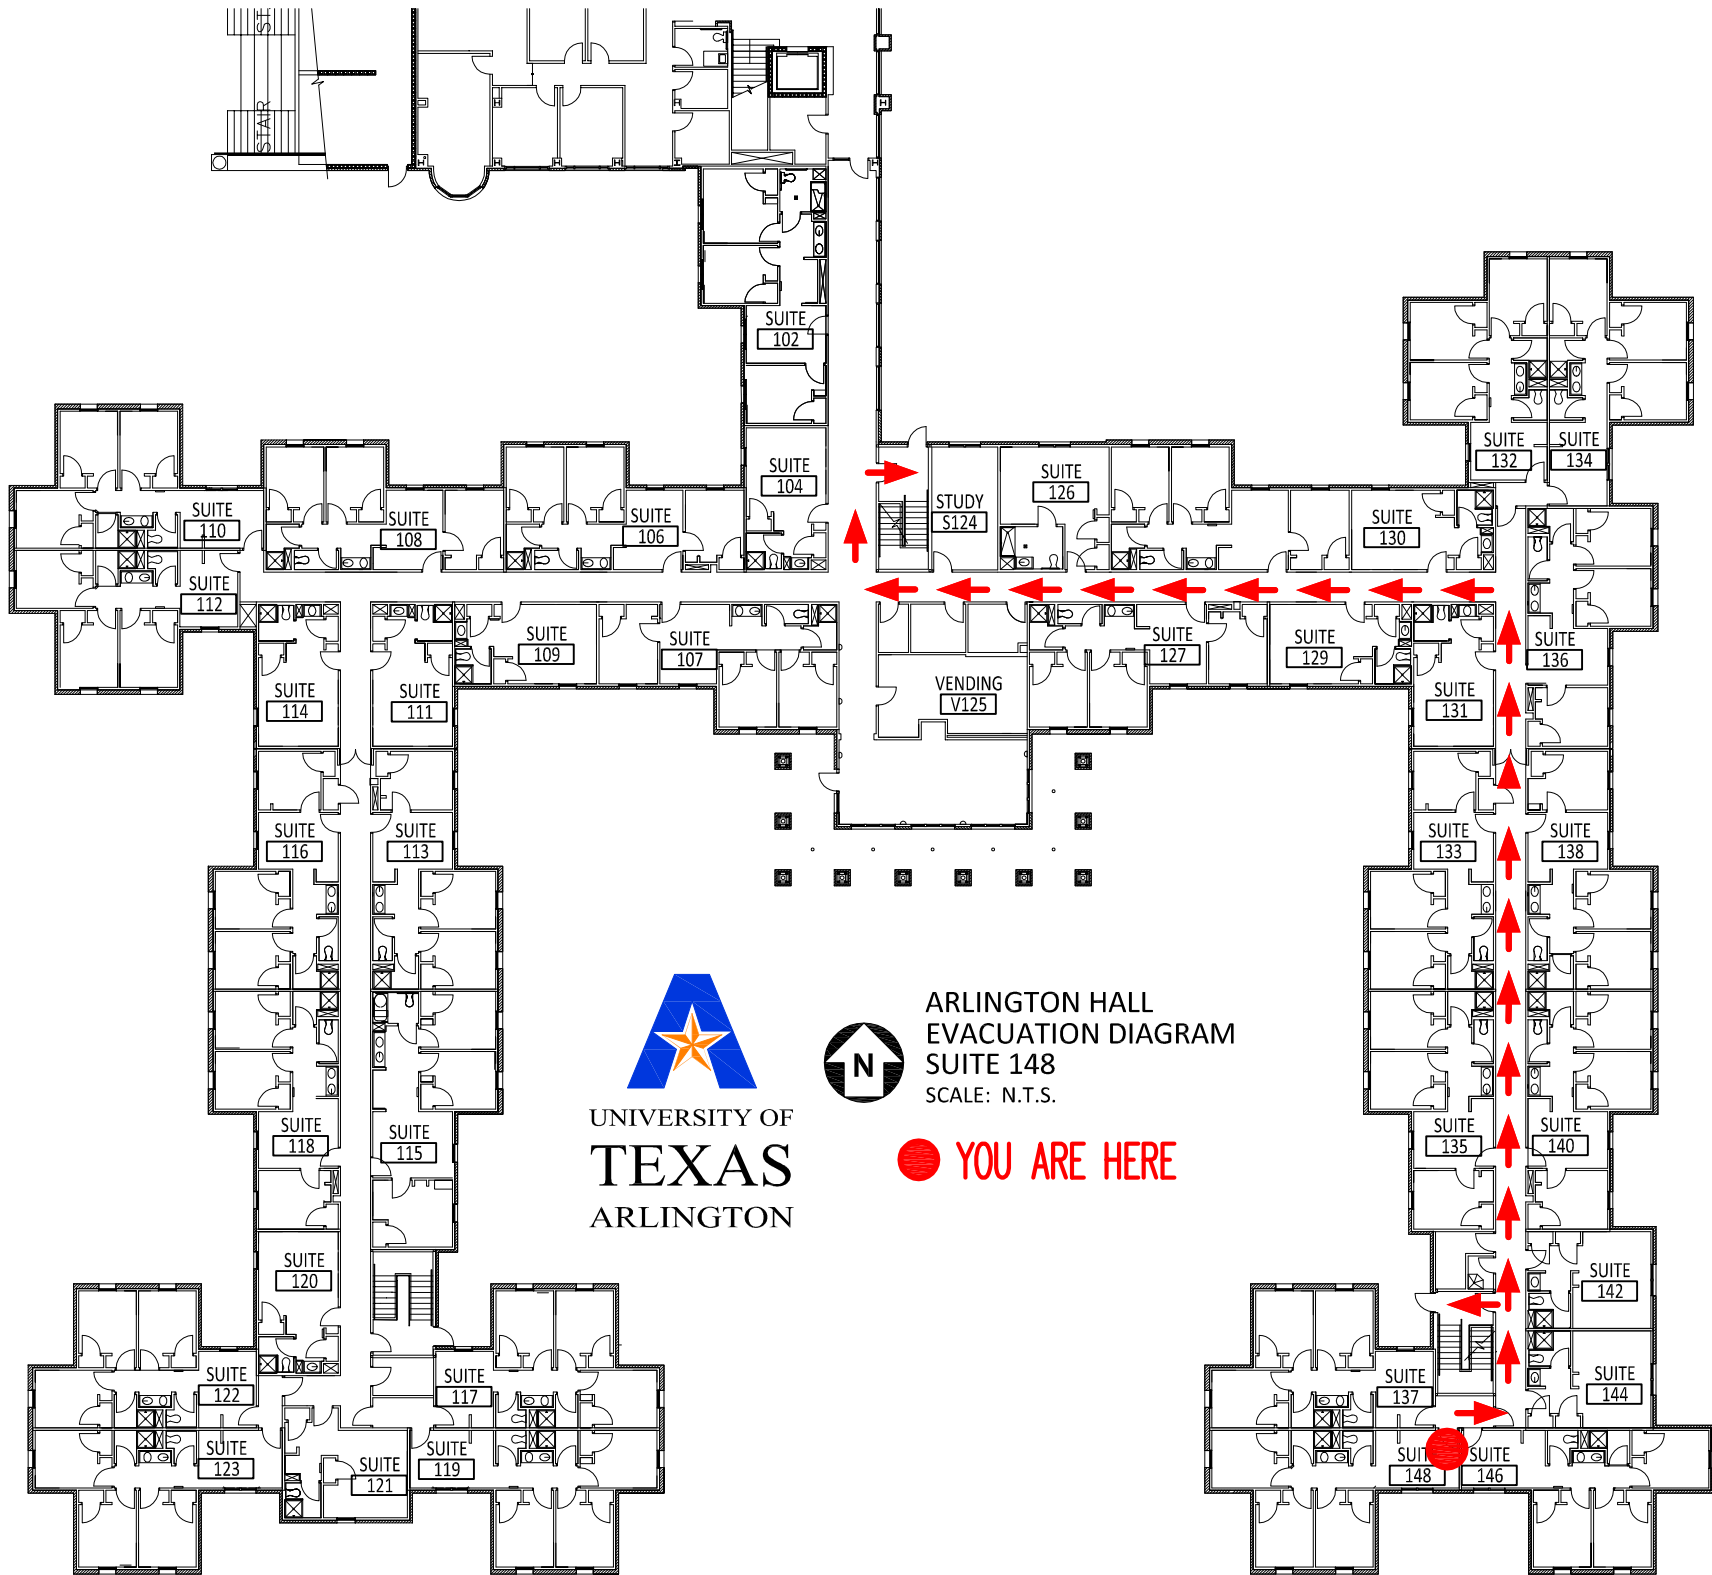 ST
STAIR
SUITE
102
SUITE
104
STUDY
S124
SUITE
126
SUITE
130
SUITE
132
SUITE
134
SUITE
110
SUITE
108
SUITE
106
SUITE
112
SUITE
109
SUITE
107
SUITE
127
SUITE
129
SUITE
136
SUITE
114
SUITE
111
VENDING
V125
SUITE
131
SUITE
116
SUITE
113
SUITE
133
SUITE
138
ARLINGTON HALL
EVACUATION DIAGRAM
SUITE 148
SCALE: N.T.S.
N
UNIVERSITY OF
TEXAS
ARLINGTON
YOU ARE HERE
SUITE
118
SUITE
115
SUITE
135
SUITE
140
SUITE
120
SUITE
142
SUITE
122
SUITE
117
SUITE
137
SUITE
144
SUITE
123
SUITE
121
SUITE
119
SUITE
148
SUITE
146